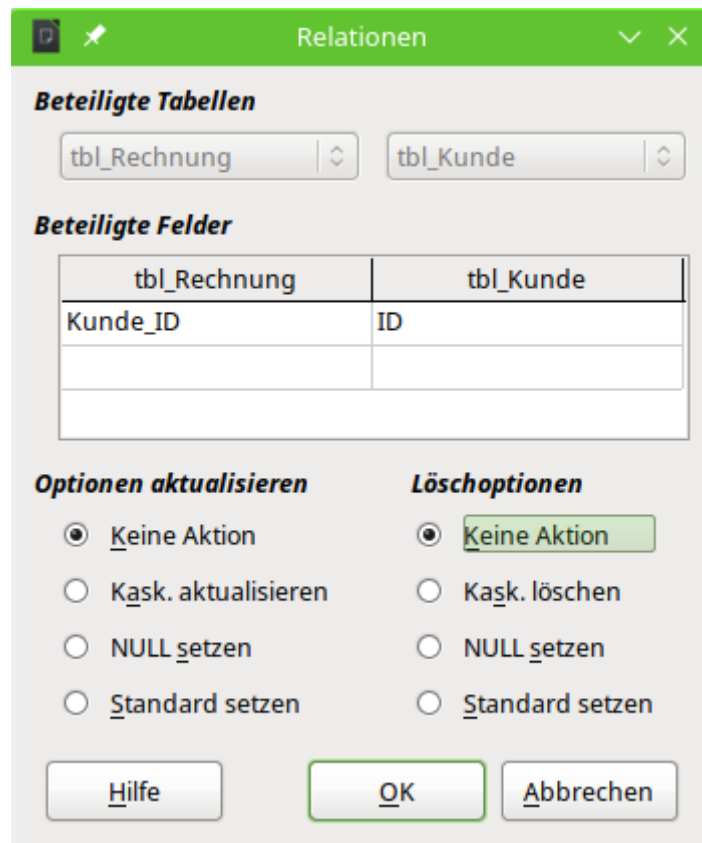 Relationen
Beteiligte Tabellen
tbl_Rechnung tbl_Kunde
Beteiligte Felder
tbl_Rechnung tbl_Kunde
Kunde_ID ID
Optionen aktualisieren Löschoptionen
Keine Aktion Keine Aktion
Kask. aktualisieren Kask. löschen
NULL setzen NULL setzen
Standard setzen Standard setzen
Hilfe OK Abbrechen